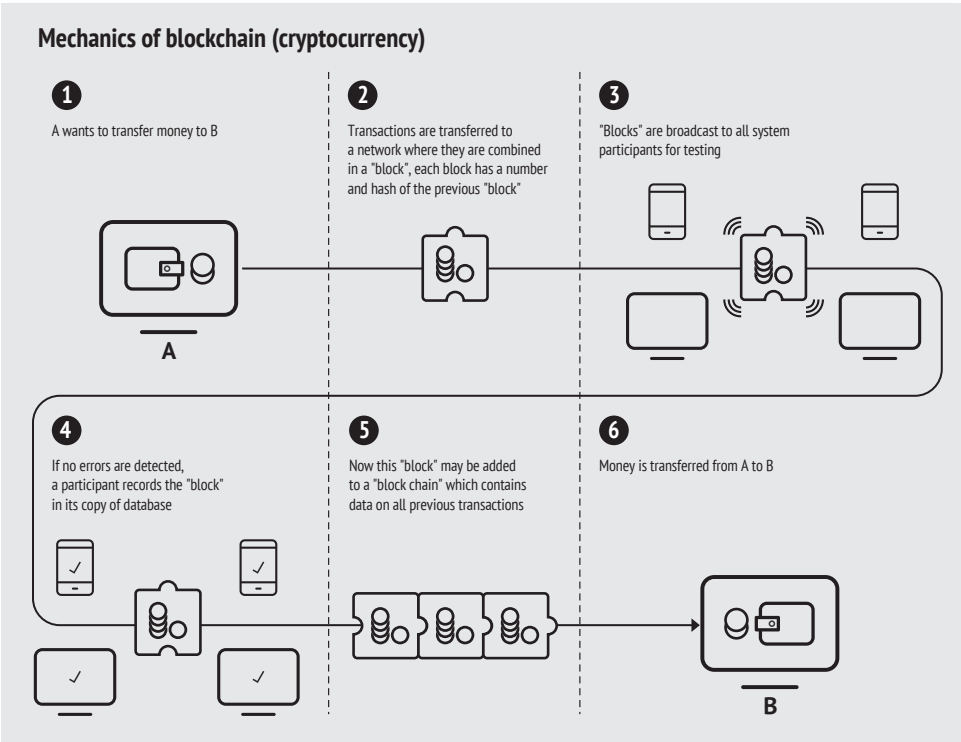 Mechanics of blockchain (cryptocurrency)
1
A wants to transfer money to B
2
Transactions are transferred to
a network where they are combined
in a "block", each block has a number
and hash of the previous "block"
3
"Blocks" are broadcast to all system
participants for testing
A
4
If no errors are detected,
a participant records the "block"
in its copy of database
5
Now this "block" may be added
to a "block chain" which contains
data on all previous transactions
6
Money is transferred from A to B
B